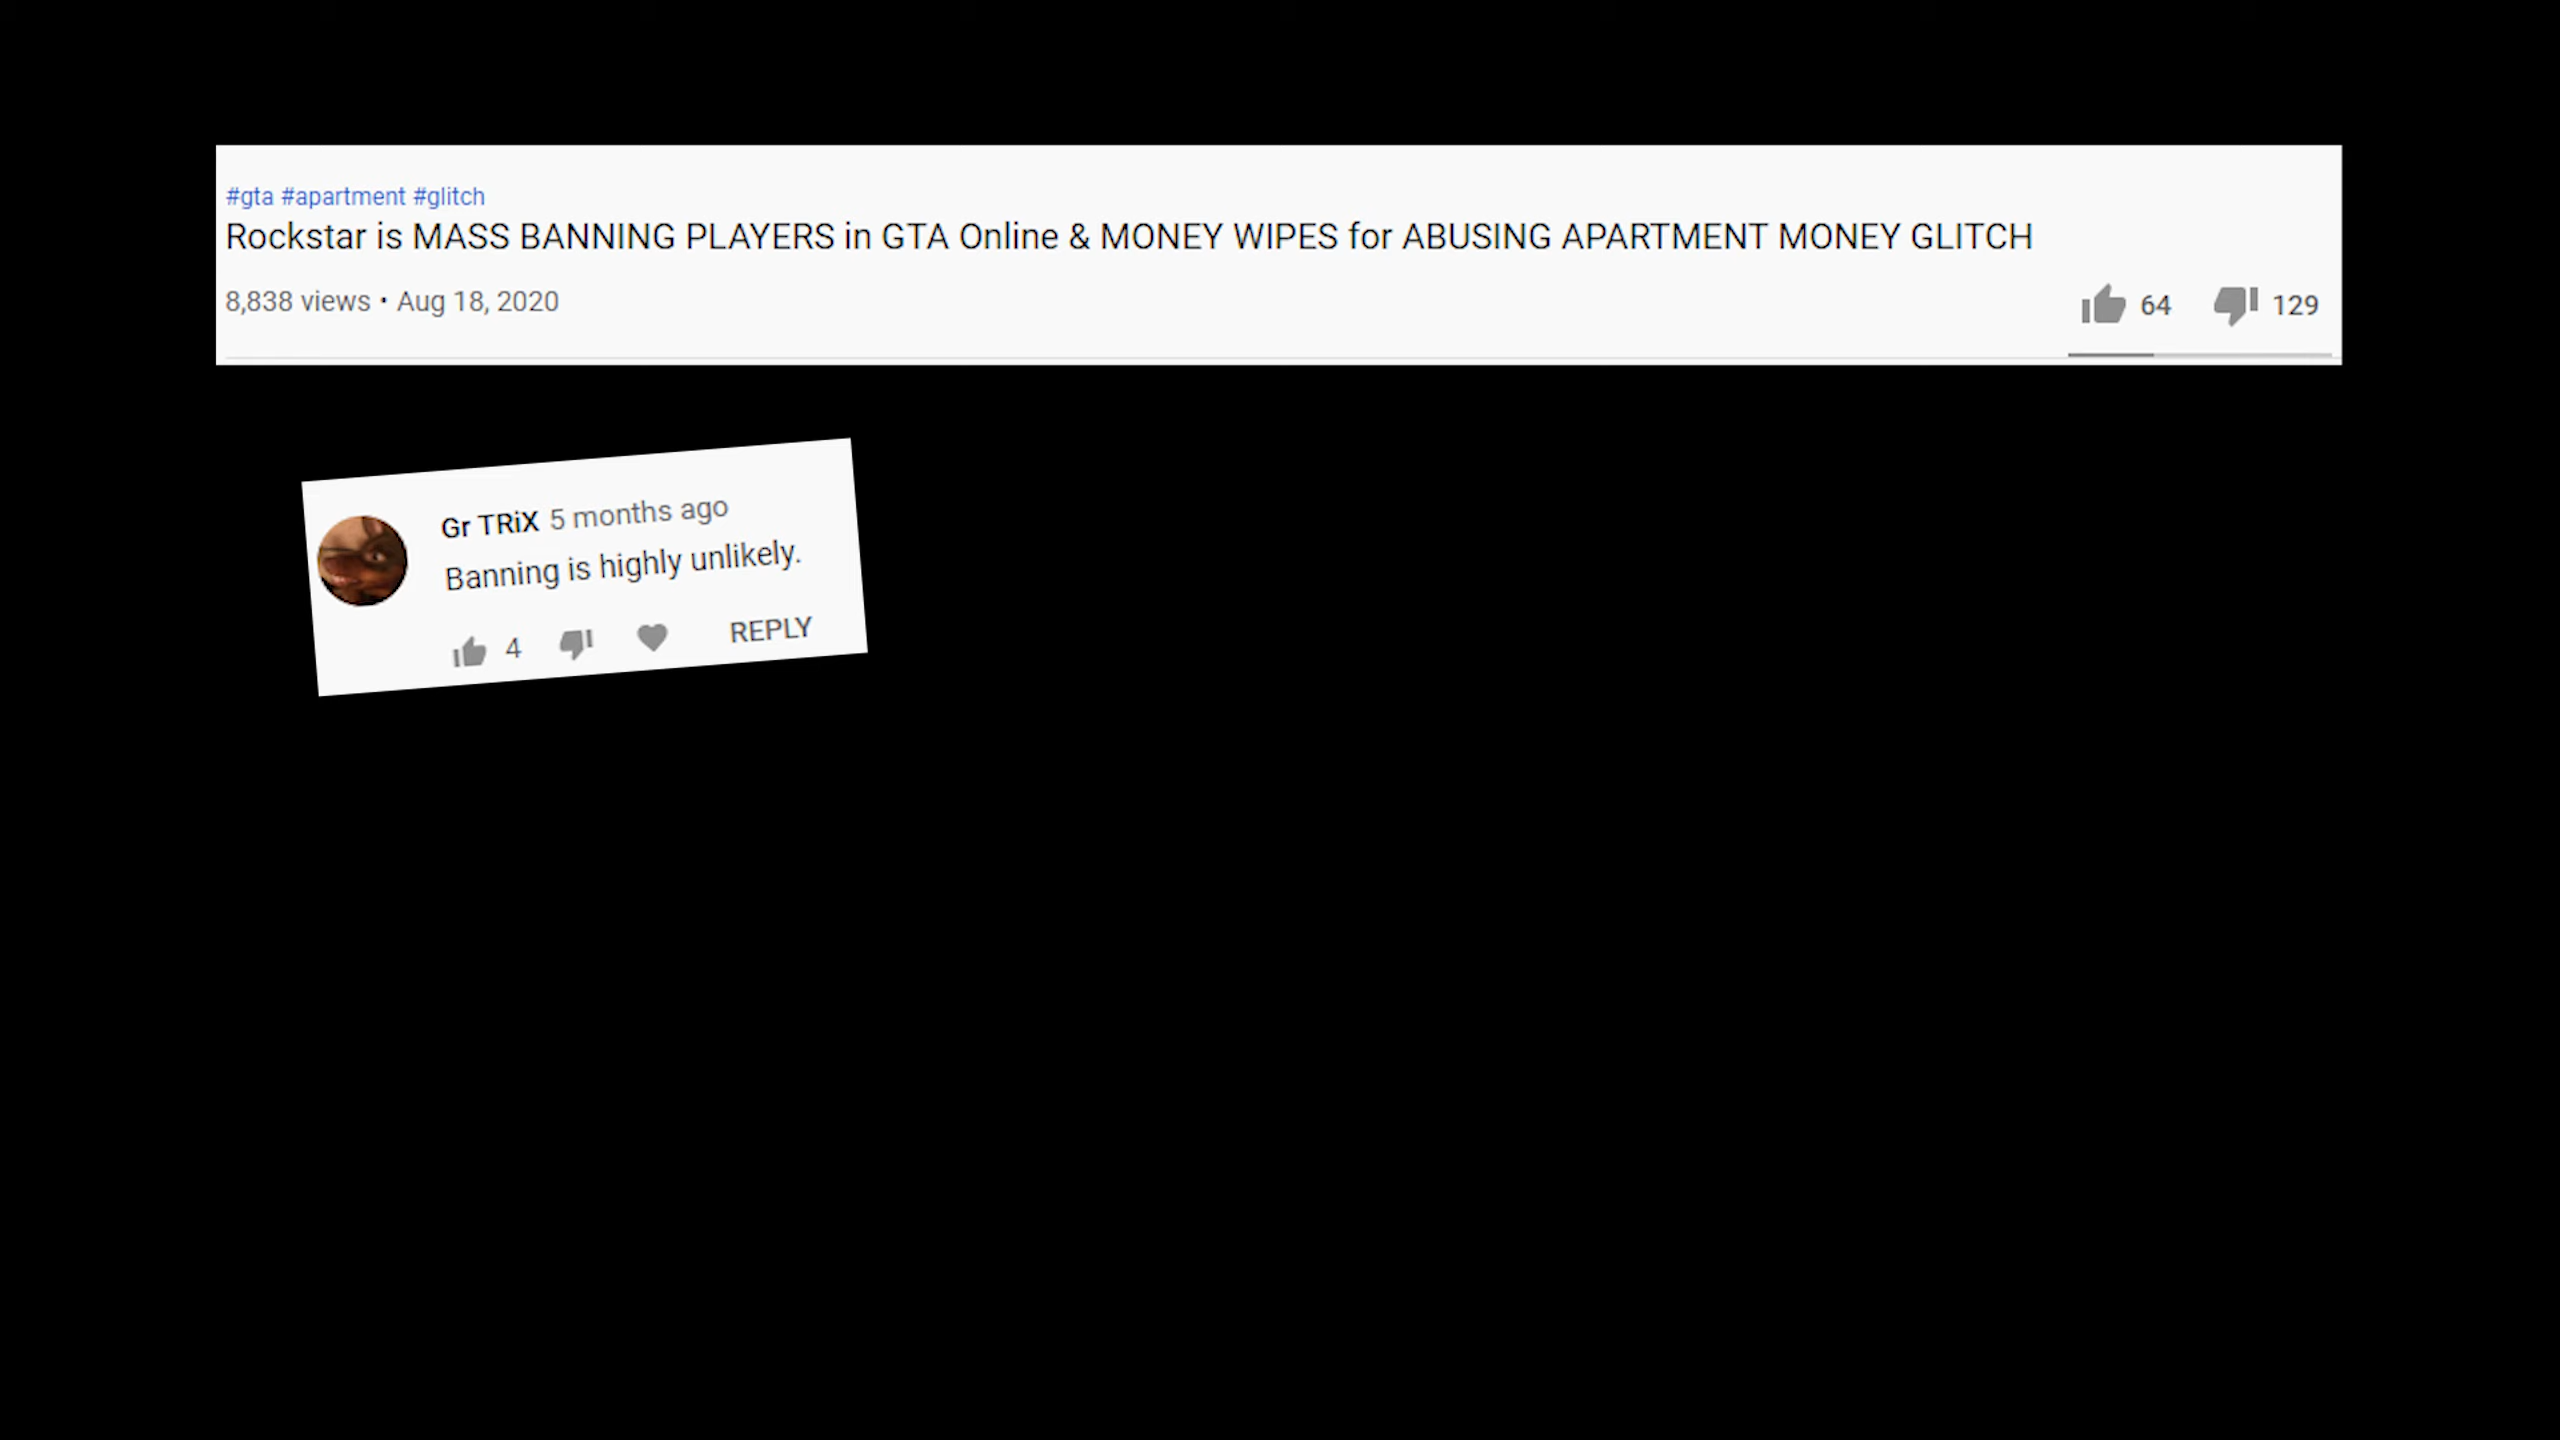 #gta #apartment #glitch
Rockstar is MASS BANNING PLAYERS in GTA Online & MONEY WIPES for ABUSING APARTMENT MONEY GLITCH
8,838 views • Aug 18, 2020
64 129
Gr TRiX 5 months ago
Banning is highly unlikely.
4 REPLY